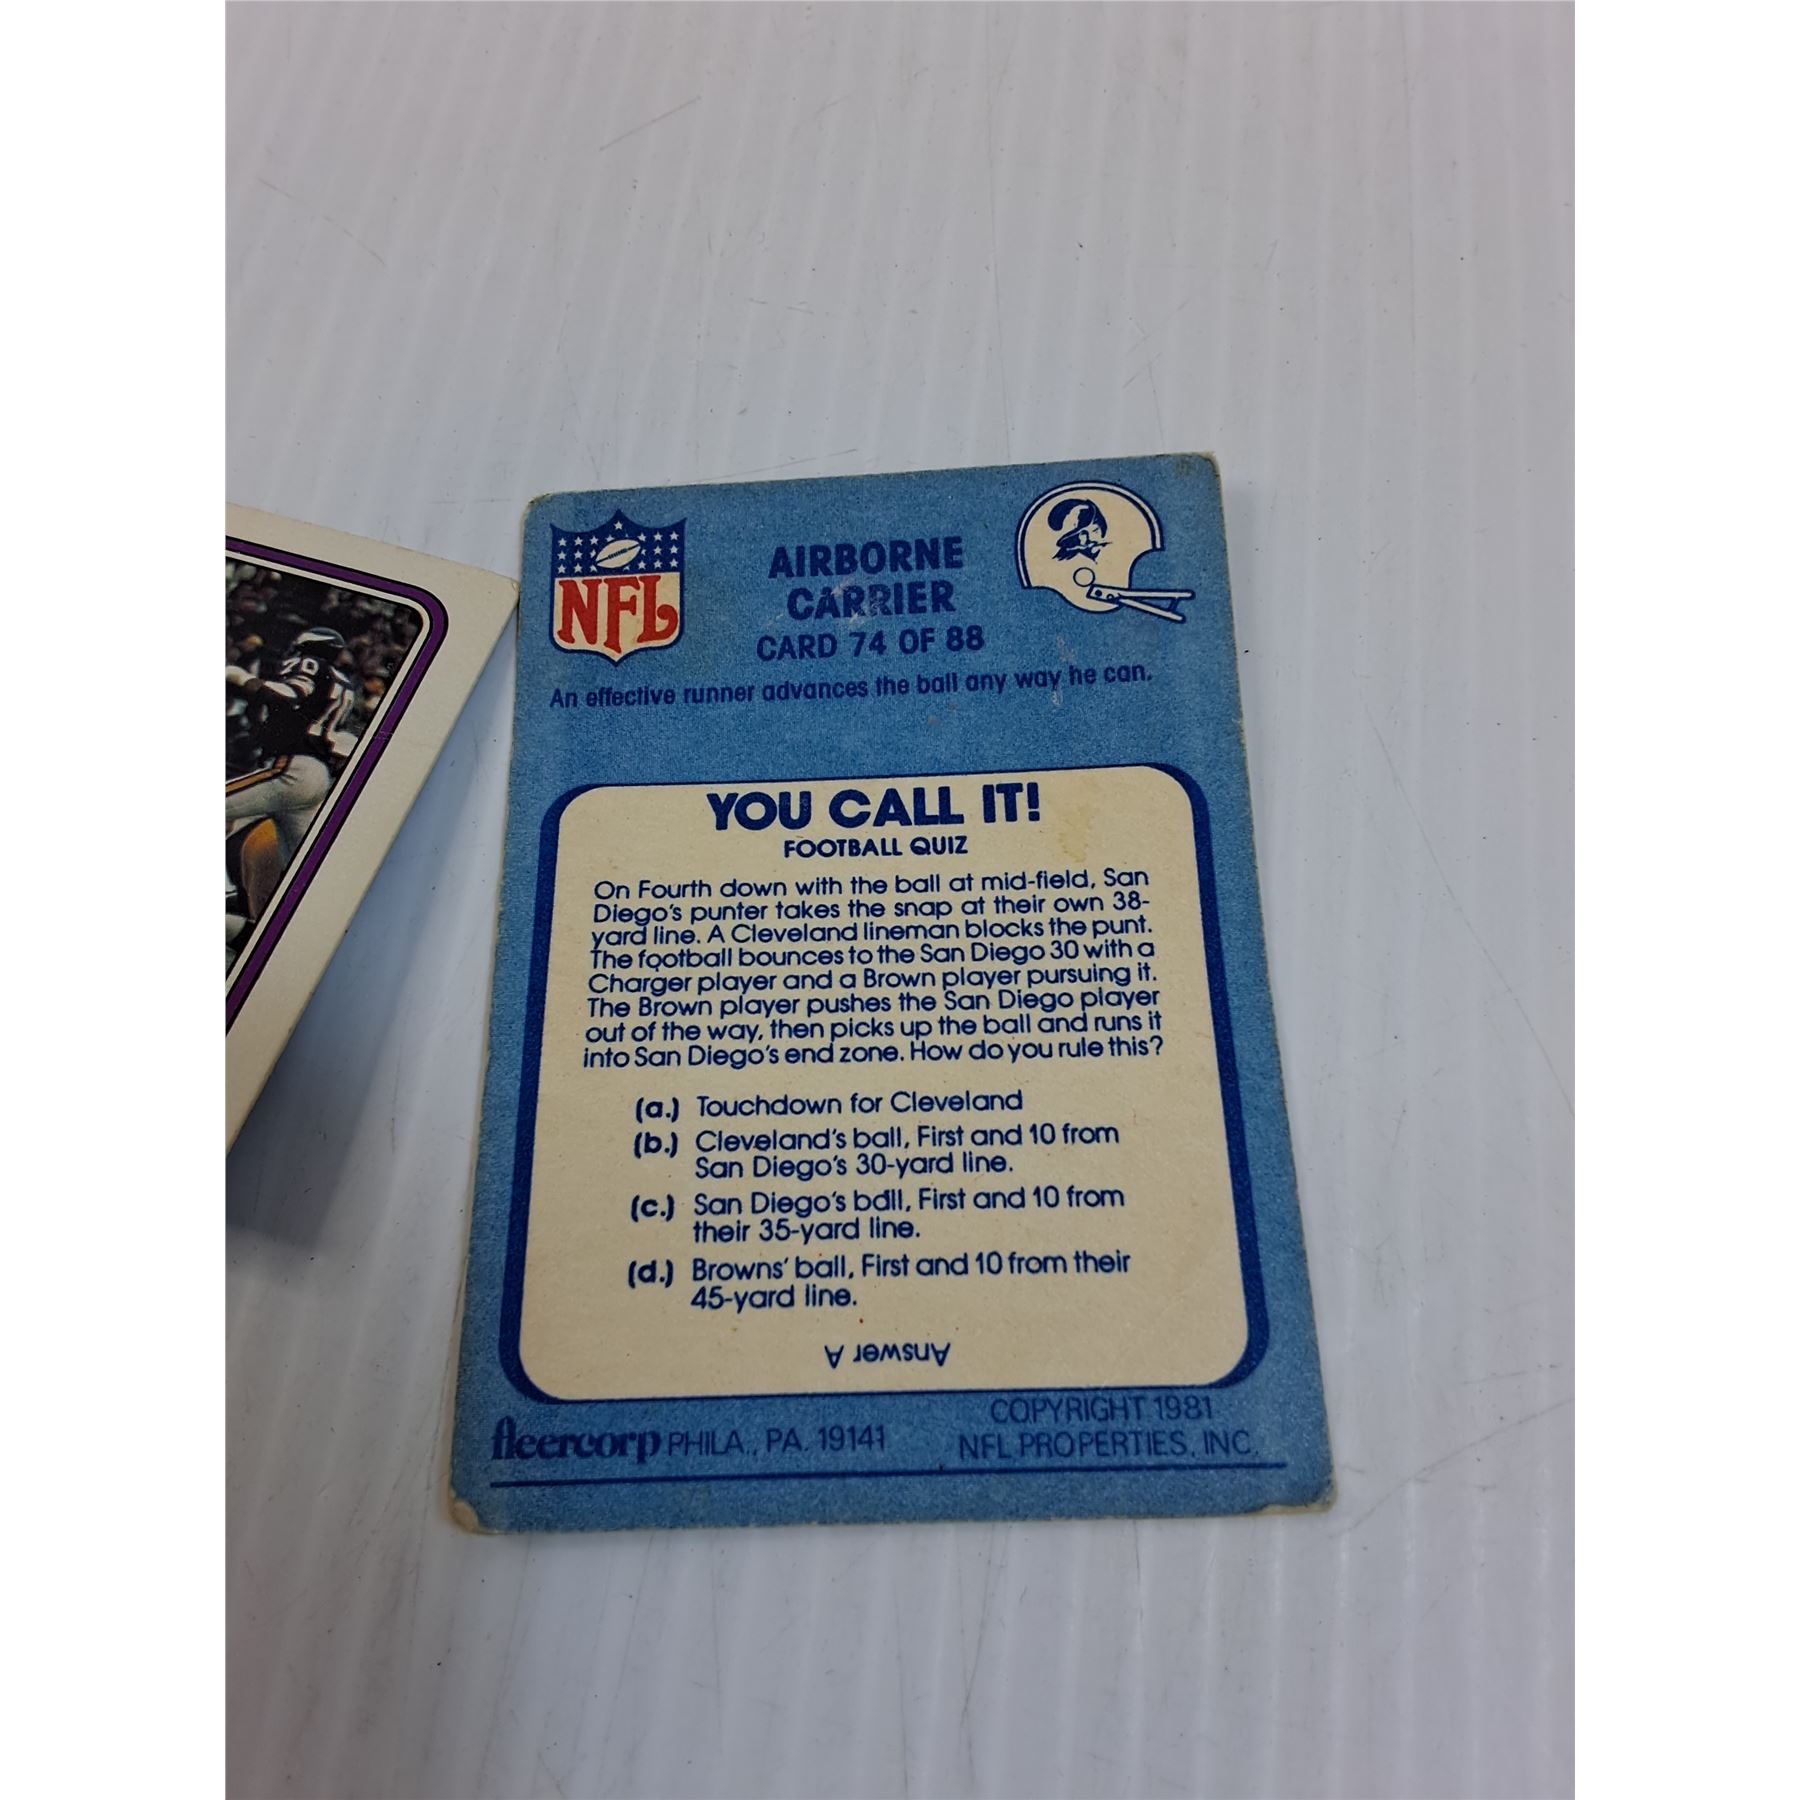 NFL
AIRBORNE
CARRIER
CARD 74 OF 88
An effective runner advances the ball any way he can.
YOU CALL IT!
FOOTBALL QUIZ
On Fourth down with the ball at mid-field, San
Diego's punter takes the snap at their own 38-
yard line. A Cleveland lineman blocks the punt.
The football bounces to the San Diego 30 with a
Charger player and a Brown player pursuing it.
The Brown player pushes the San Diego player
out of the way, then picks up the ball and runs it
into San Diego's end zone. How do you rule this?
(a.) Touchdown for Cleveland
(b.) Cleveland's ball, First and 10 from
San Diego's 30-yard line.
(c.) San Diego's ball, First and 10 from
their 35-yard line.
(d.) Browns' ball, First and 10 from their
45-yard line.
Answer A
fleercorp PHILA., PA. 19141
COPYRIGHT 1981
NFL PROPERTIES, INC.